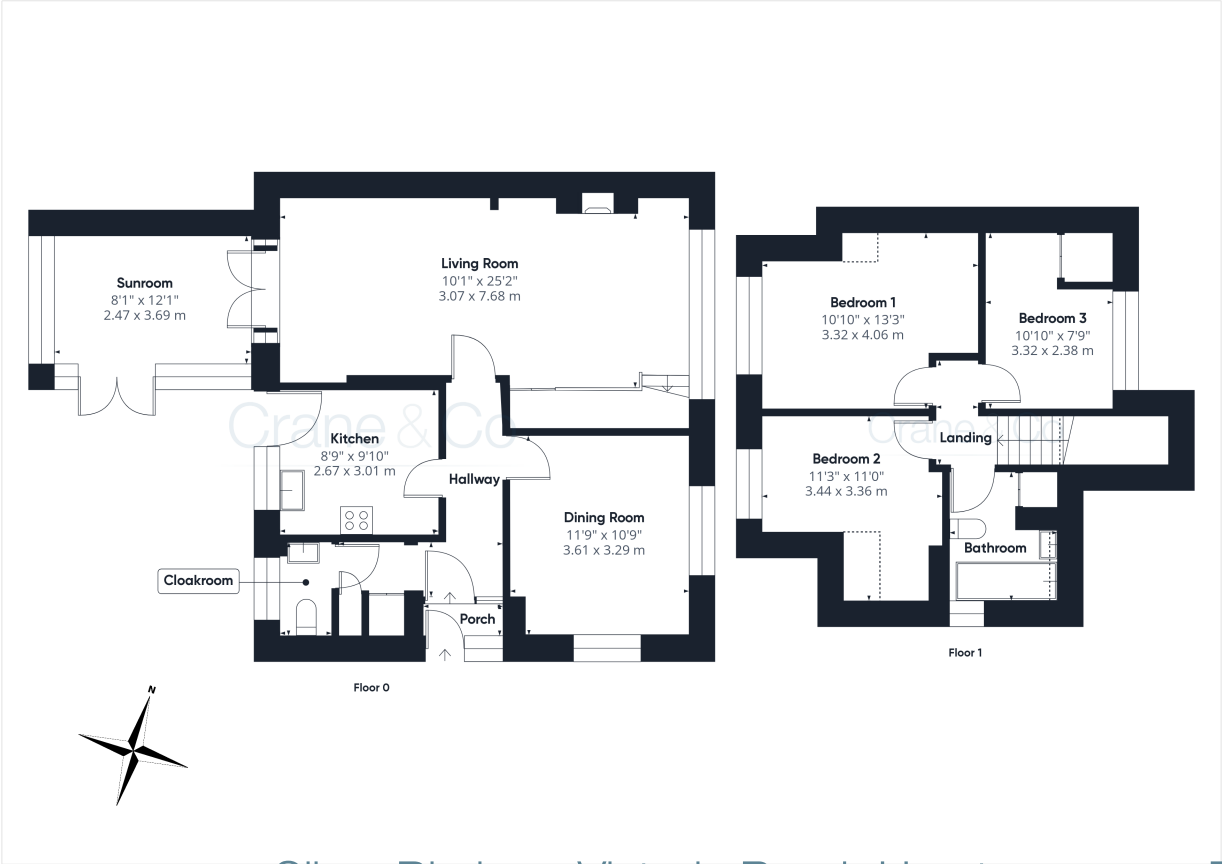 Sunroom
8'1" x 12'1"
2.47 x 3.69 m
Living Room
10'1" x 25'2"
3.07 x 7.68 m
Crane & Co
Kitchen
8'9" x 9'10"
2.67 x 3.01 m
Hallway
Dining Room
11'9" x 10'9"
3.61 x 3.29 m
Cloakroom
Porch
Floor 0
Bedroom 1
10'10" x 13'3"
3.32 x 4.06 m
Bedroom 3
10'10" x 7'9"
3.32 x 2.38 m
Crane & Co
Landing
Bedroom 2
11'3" x 11'0"
3.44 x 3.36 m
Bathroom
Floor 1
N